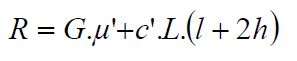 R = G.μ'+c'.L.(l + 2h)